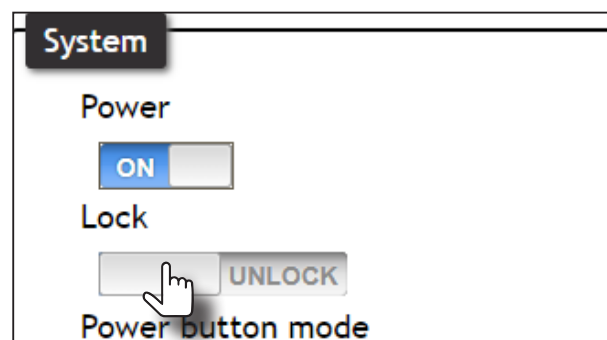 System
Power
ON
Lock
UNLOCK
Power button mode